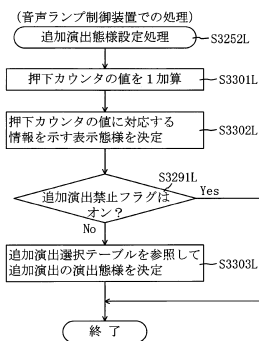 (音声ランプ制御装置での処理)
追加演出態様設定処理
S3252L
押下カウンタの値を1加算
S3301L
押下カウンタの値に対応する
情報を示す表示態様を決定
S3302L
S3291L
追加演出禁止フラグは
オン?
Yes
No
追加演出選択テーブルを参照して
追加演出の演出態様を決定
S3303L
終了